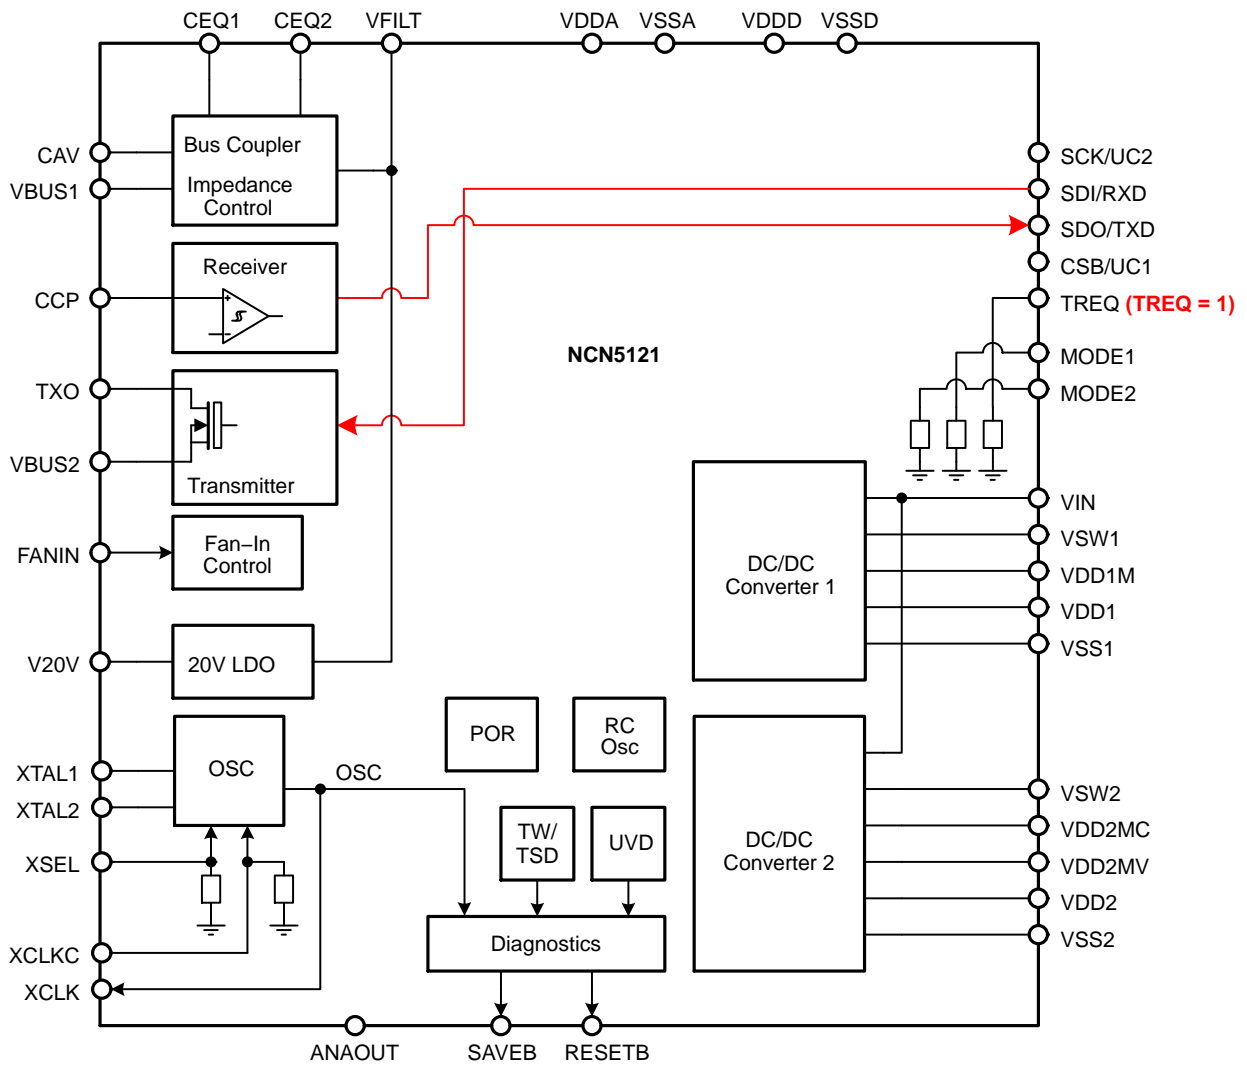 CEQ1 CEQ2 VFILT VDDA VSSA VDDD VSSD
CAV
VBUS1
Bus Coupler
Impedance
Control
SCK/UC2
SDI/RXD
SDO/TXD
CSB/UC1
TREQ (TREQ = 1)
MODE1
MODE2
CCP
Receiver
+
−
NCN5121
TXO
VBUS2
Transmitter
FANIN
Fan−In
Control
V20V
20V LDO
DC/DC
Converter 1
VIN
VSW1
VDD1M
VDD1
VSS1
POR
RC
Osc
XTAL1
XTAL2
OSC
OSC
XSEL
TW/
TSD
UVD
DC/DC
Converter 2
VSW2
VDD2MC
VDD2MV
VDD2
VSS2
XCLKC
XCLK
Diagnostics
ANAOUT SAVEB RESETB